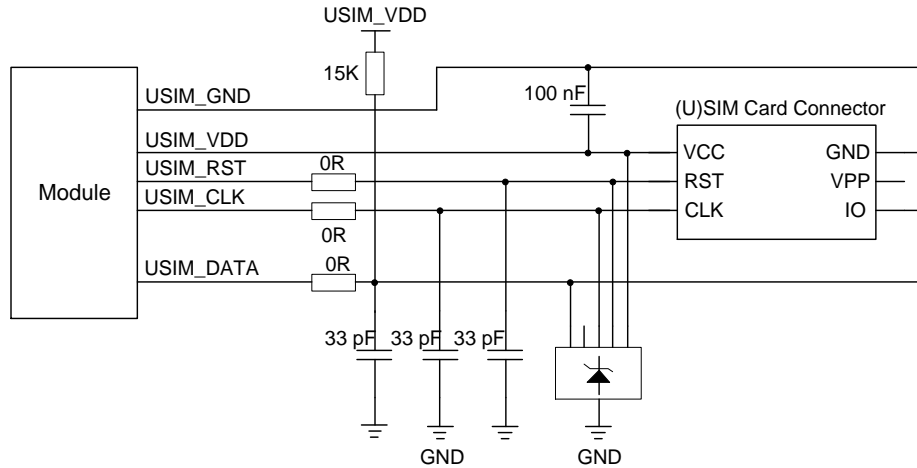 USIM_VDD
15K
USIM_GND
100 nF
(U)SIM Card Connector
USIM_VDD
VCC
GND
Module
USIM_RST
0R
RST
VPP
USIM_CLK
CLK
IO
0R
USIM_DATA
0R
33 pF
33 pF
33 pF
GND
GND